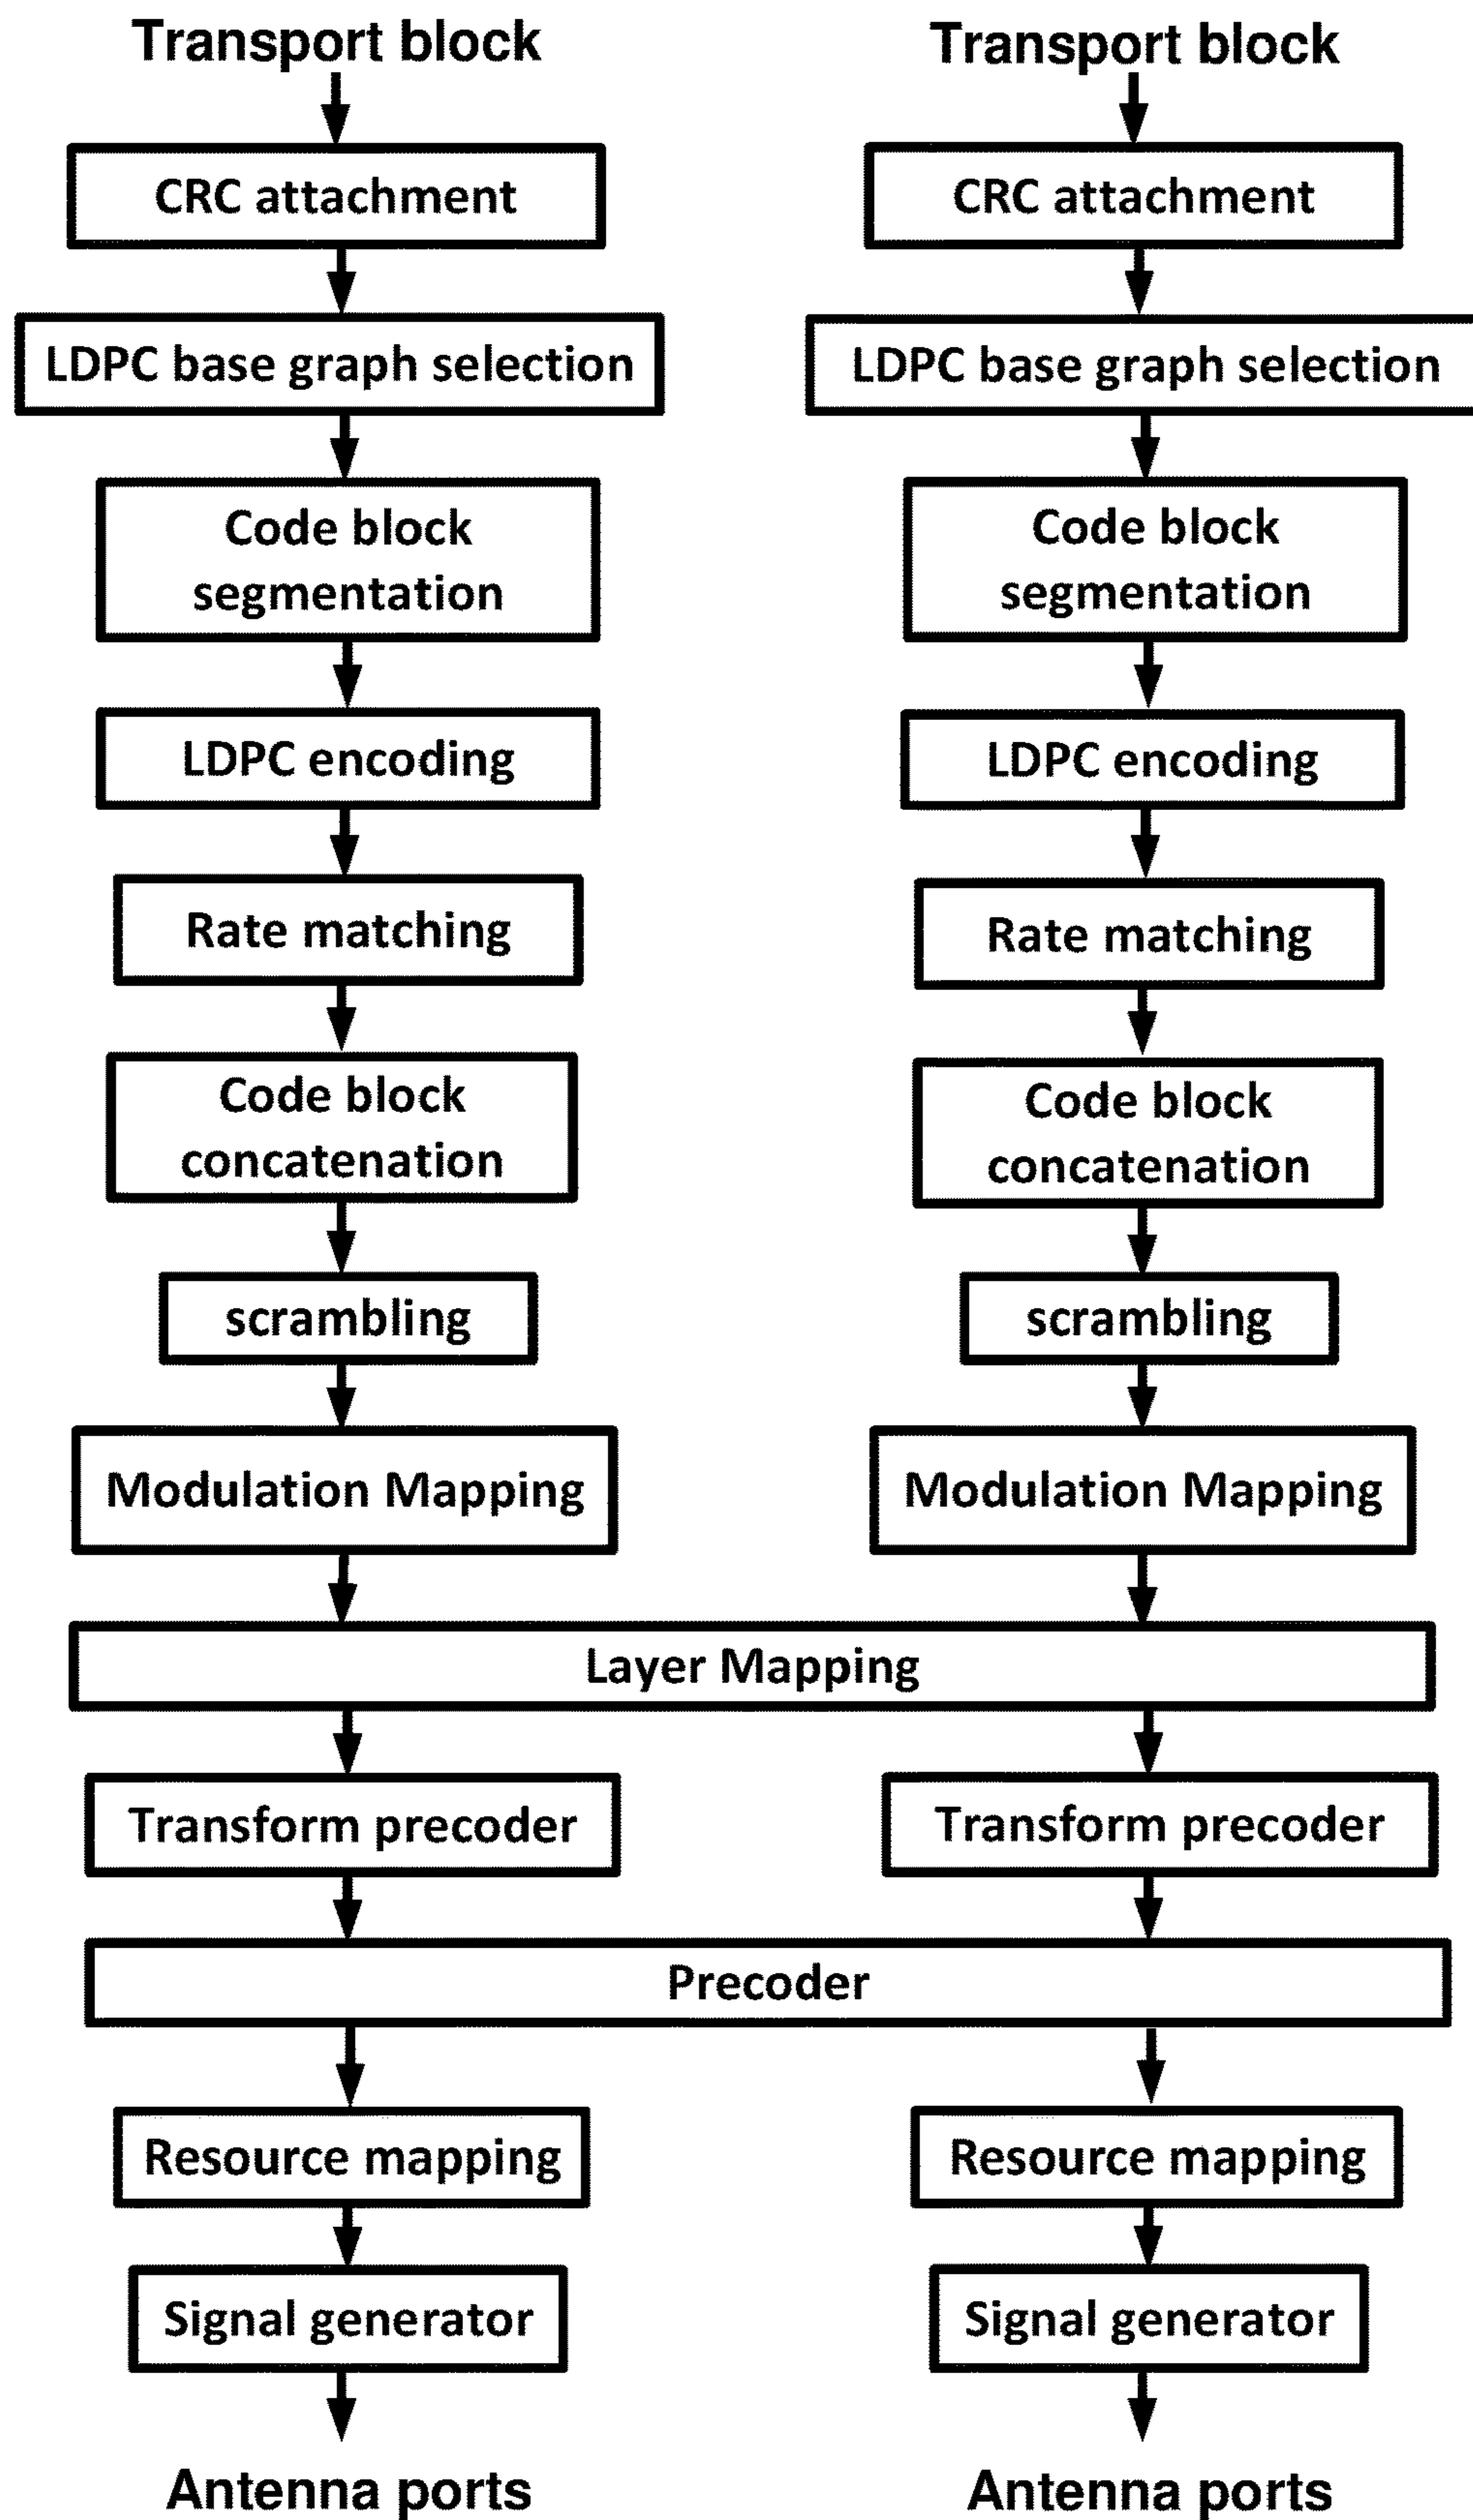 Transport block
Transport block
CRC attachment
CRC attachment
LDPC base graph selection
LDPC base graph selection
Code block
segmentation
Code block
segmentation
LDPC encoding
LDPC encoding
Rate matching
Rate matching
Code block
concatenation
Code block
concatenation
scrambling
scrambling
Modulation Mapping
Modulation Mapping
Layer Mapping
Transform precoder
Transform precoder
Precoder
Resource mapping
Resource mapping
Signal generator
Signal generator
Antenna ports
Antenna ports